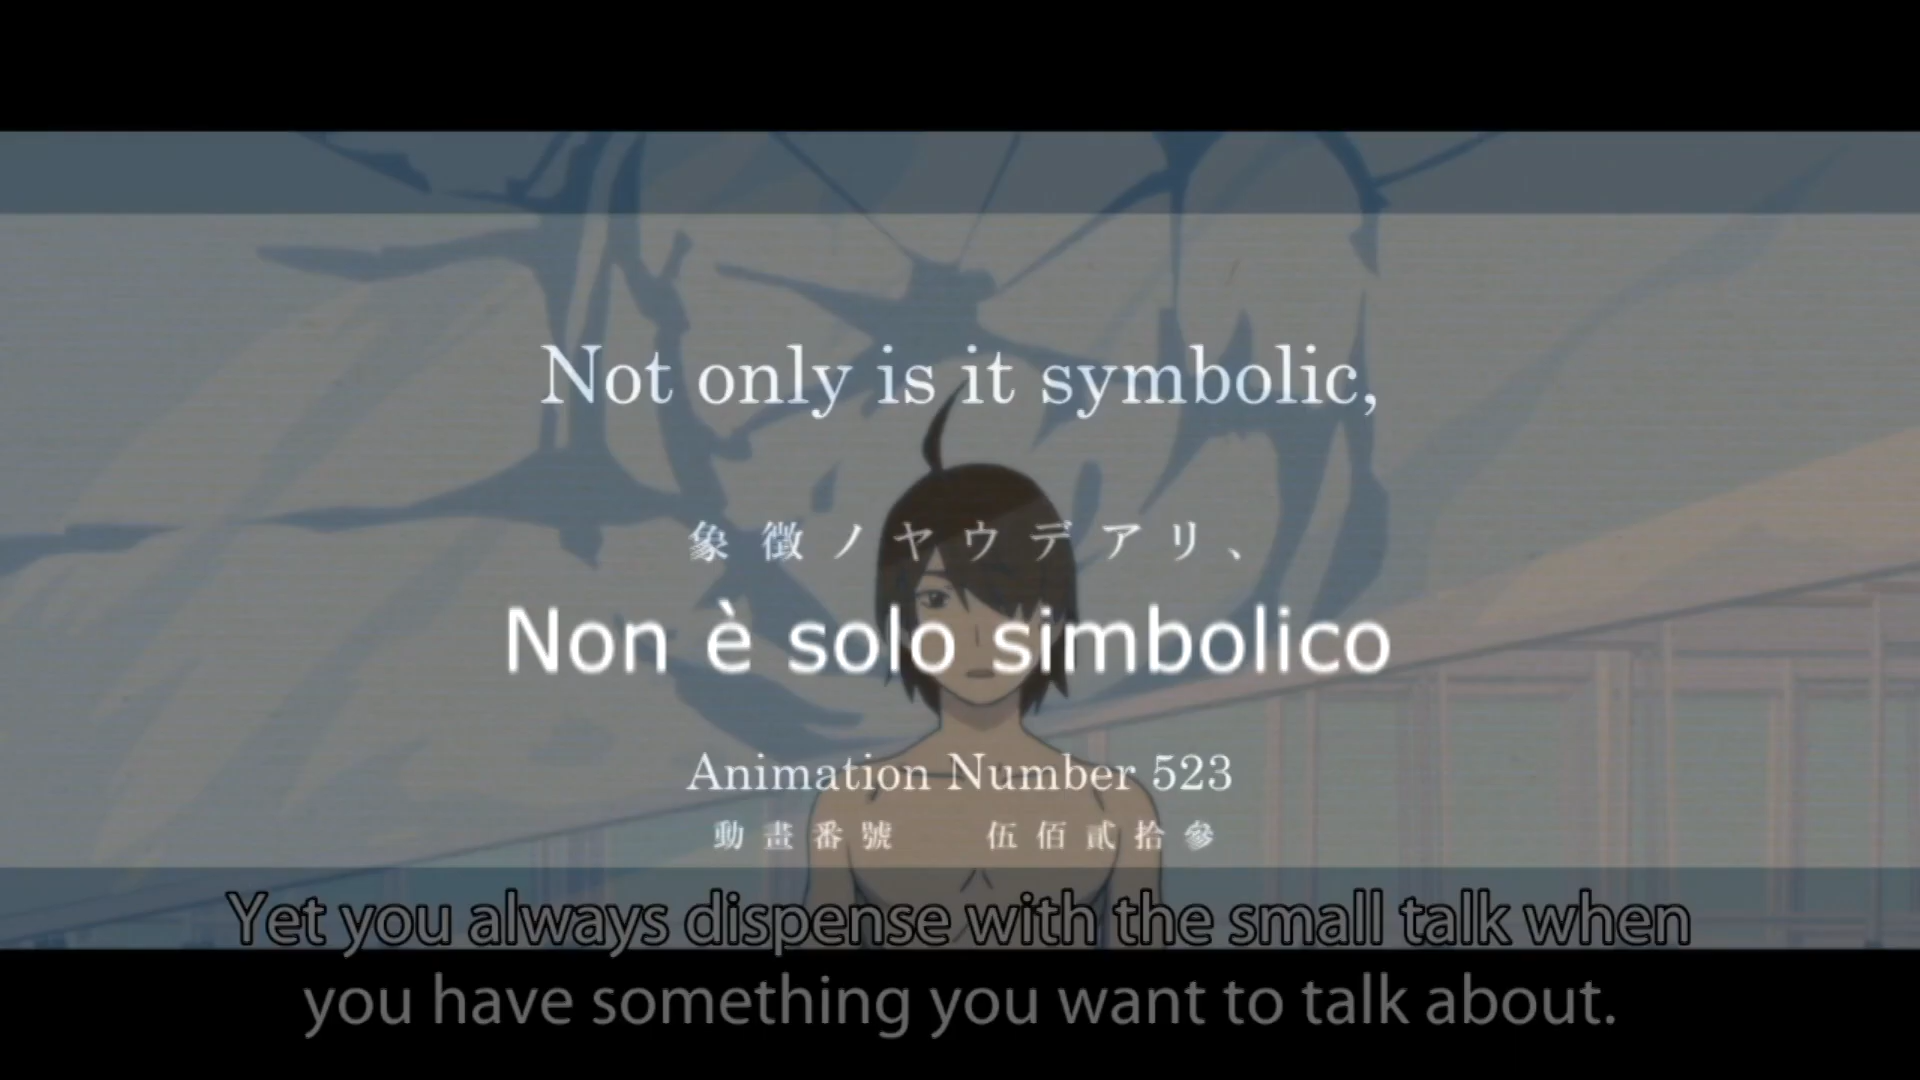 Not only is it symbolic,
象徴ノヤウデアリ、
Non è solo simbolico
Animation Number 523
動畫番號 伍佰貳拾參
Yet you always dispense with the small talk when
you have something you want to talk about.